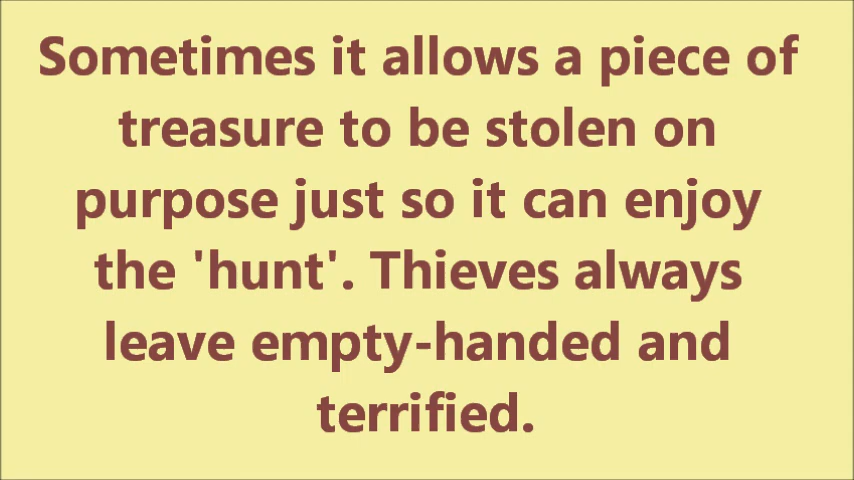 Sometimes it allows a piece of
treasure to be stolen on
purpose just so it can enjoy
the 'hunt'. Thieves always
leave empty-handed and
terrified.